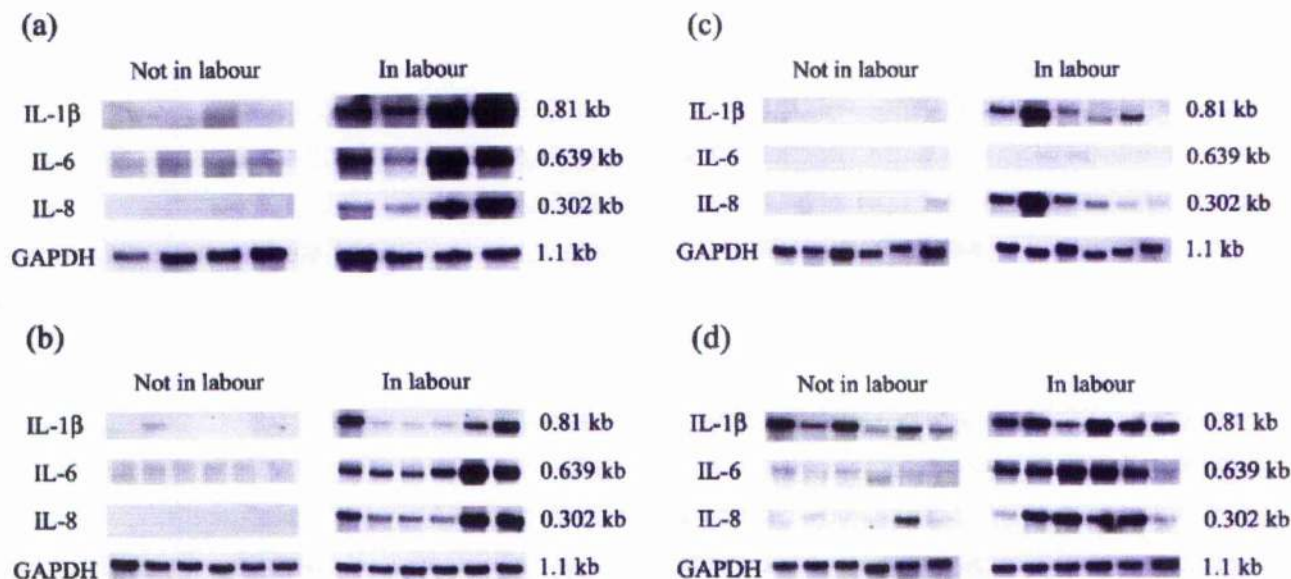 (a)
Not in labour In labour
IL-1β 0.81 kb
IL-6 0.639 kb
IL-8 0.302 kb
GAPDH 1.1 kb
(b)
Not in labour In labour
IL-1β 0.81 kb
IL-6 0.639 kb
IL-8 0.302 kb
GAPDH 1.1 kb
(c)
Not in labour In labour
IL-1β 0.81 kb
IL-6 0.639 kb
IL-8 0.302 kb
GAPDH 1.1 kb
(d)
Not in labour In labour
IL-1β 0.81 kb
IL-6 0.639 kb
IL-8 0.302 kb
GAPDH 1.1 kb